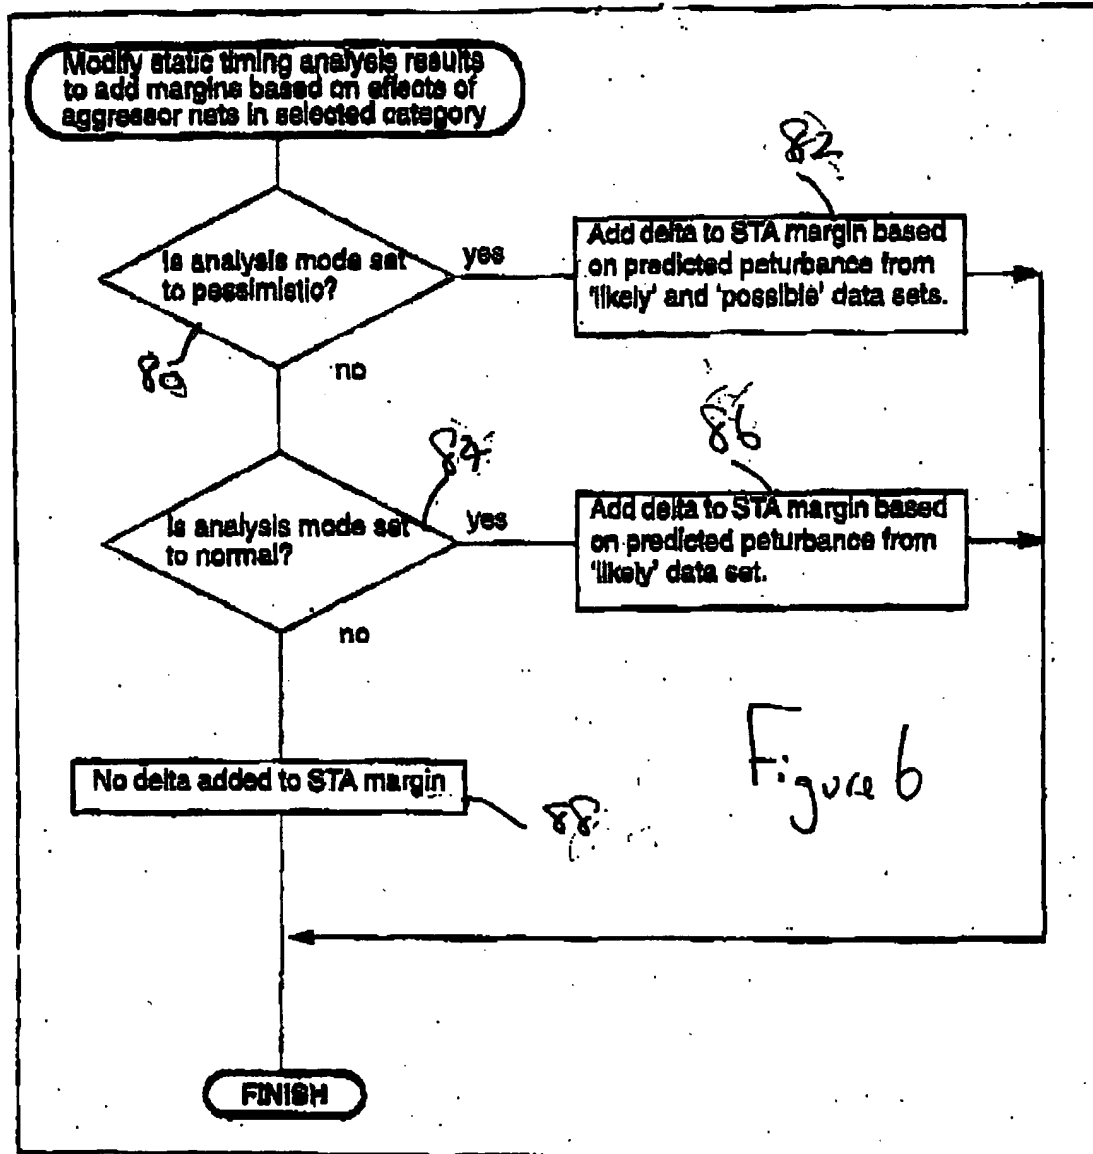 Modify static timing analysis results
to add margins based on effects of
aggressor nets in selected category
82
Is analysis mode set
to pessimistic?
yes
Add delta to STA margin based
on predicted peturbance from
'likely' and 'possible' data sets.
80
no
84
86
Is analysis mode set
to normal?
yes
Add delta to STA margin based
on predicted peturbance from
'likely' data set.
no
No delta added to STA margin
88
Figure 6
FINISH